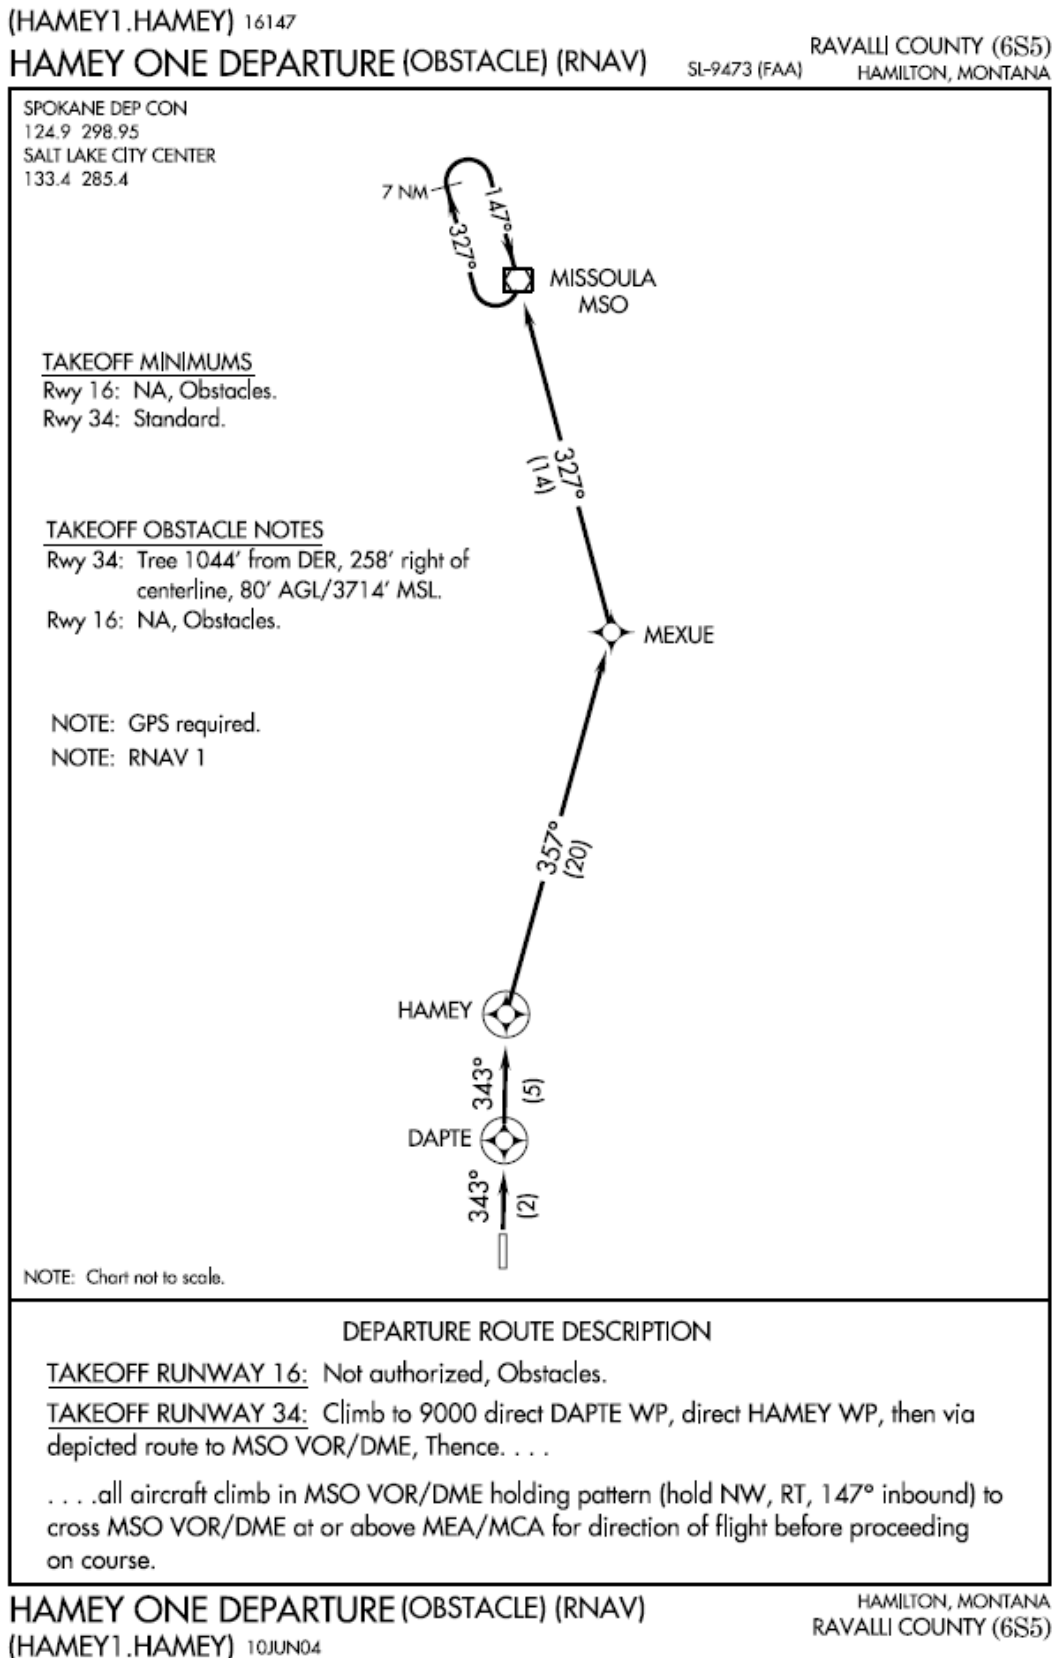 (HAMEY1.HAMEY) 16147
HAMEY ONE DEPARTURE (OBSTACLE) (RNAV)
SL-9473 (FAA)
RAVALLI COUNTY (6S5)
HAMILTON, MONTANA
SPOKANE DEP CON
124.9 298.95
SALT LAKE CITY CENTER
133.4 285.4
7 NM
147°
327°
MISSOULA
MSO
TAKEOFF MINIMUMS
Rwy 16: NA, Obstacles.
Rwy 34: Standard.
327°
(14)
TAKEOFF OBSTACLE NOTES
Rwy 34: Tree 1044' from DER, 258' right of
centerline, 80' AGL/3714' MSL.
Rwy 16: NA, Obstacles.
MEXUE
NOTE: GPS required.
NOTE: RNAV 1
357°
(20)
HAMEY
343°
(5)
DAPTE
343°
(2)
NOTE: Chart not to scale.
DEPARTURE ROUTE DESCRIPTION
TAKEOFF RUNWAY 16: Not authorized, Obstacles.
TAKEOFF RUNWAY 34: Climb to 9000 direct DAPTE WP, direct HAMEY WP, then via
depicted route to MSO VOR/DME, Thence. . . .
. . . .all aircraft climb in MSO VOR/DME holding pattern (hold NW, RT, 147° inbound) to
cross MSO VOR/DME at or above MEA/MCA for direction of flight before proceeding
on course.
HAMEY ONE DEPARTURE (OBSTACLE) (RNAV)
(HAMEY1.HAMEY) 10JUN04
HAMILTON, MONTANA
RAVALLI COUNTY (6S5)